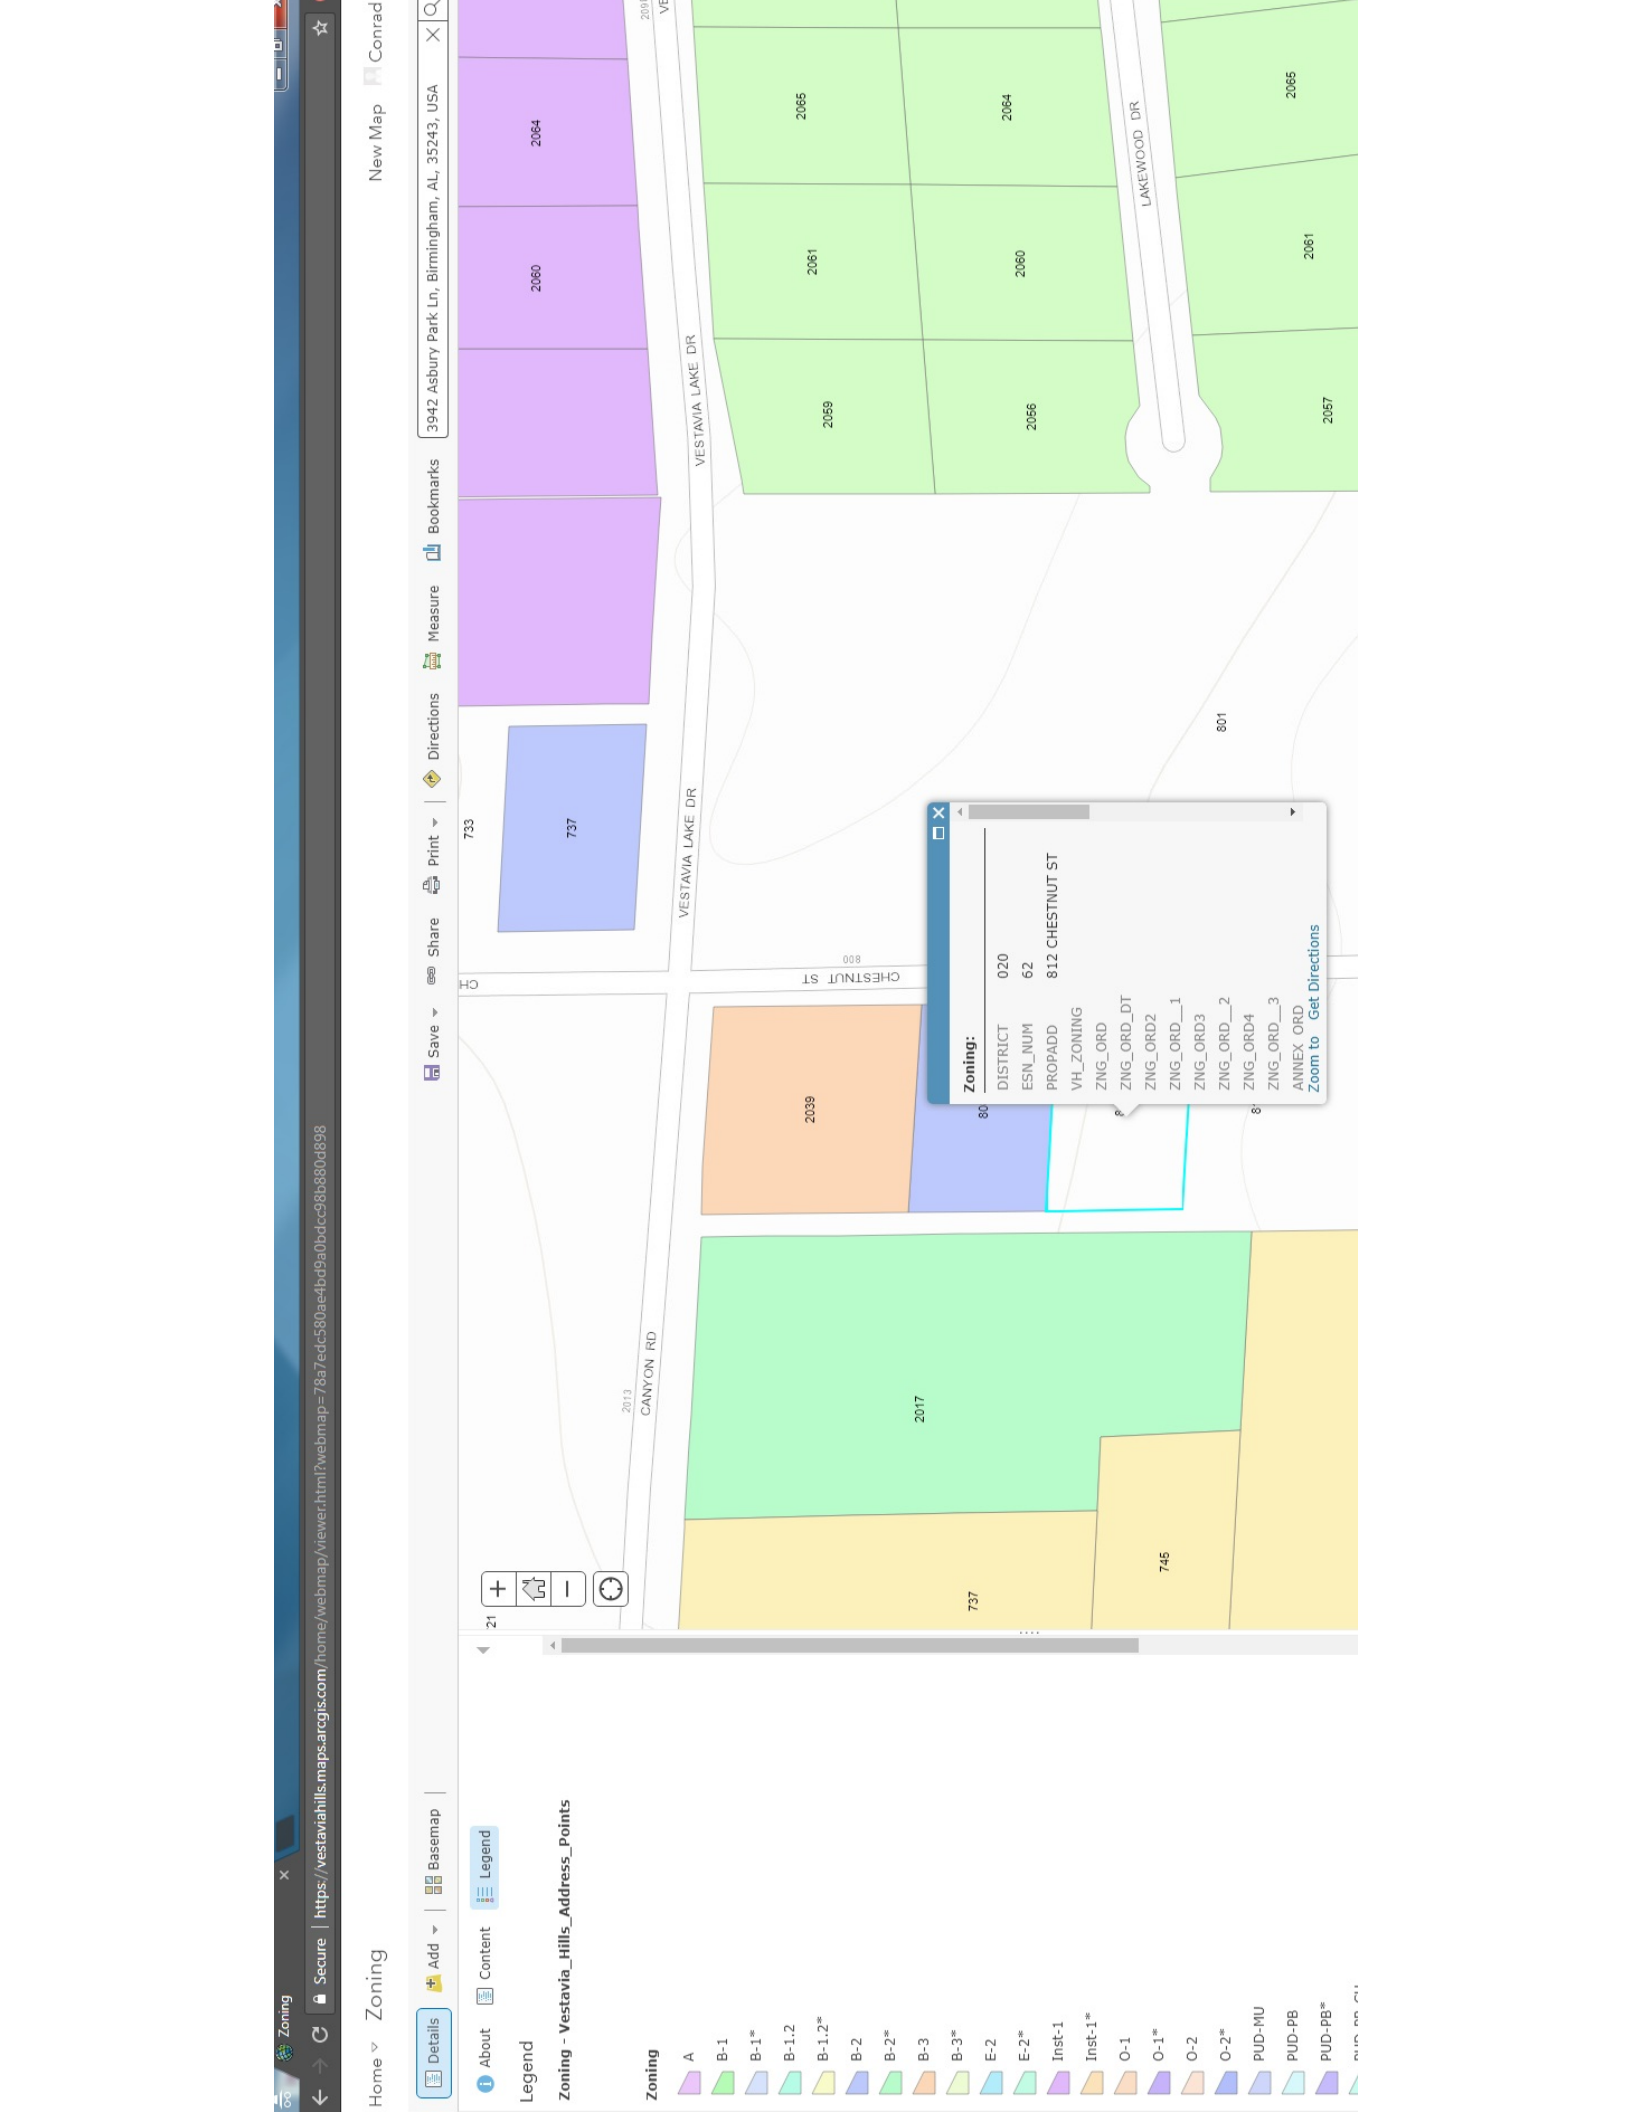 Zoning
Secure | https://vestaviahills.maps.arcgis.com/home/webmap/viewer.html?webmap=78a7edc580ae4bd9a0bdcc98b880d898
Home Zoning
New Map Conrad
Details Add Basemap
Save Share Print Directions Measure Bookmarks
3942 Asbury Park Ln, Birmingham, AL, 35243, USA
About Content Legend
Legend
Zoning - Vestavia_Hills_Address_Points
Zoning
A
B-1
B-1*
B-1.2
B-1.2*
B-2
B-2*
B-3
B-3*
E-2
E-2*
Inst-1
Inst-1*
O-1
O-1*
O-2
O-2*
PUD-MU
PUD-PB
PUD-PB*
21
733
737
2060
2064
2013
CANYON RD
VESTAVIA LAKE DR
VESTAVIA LAKE DR
CH
CHESTNUT ST
800
2039
2017
737
745
2059
2061
2065
2056
2060
2064
LAKEWOOD DR
2057
2061
2065
801
80
Zoning:
DISTRICT 020
ESN_NUM 62
PROPADD 812 CHESTNUT ST
VH_ZONING
ZNG_ORD
ZNG_ORD_DT
ZNG_ORD2
ZNG_ORD__1
ZNG_ORD3
ZNG_ORD__2
ZNG_ORD4
ZNG_ORD__3
ANNEX ORD
Zoom to Get Directions